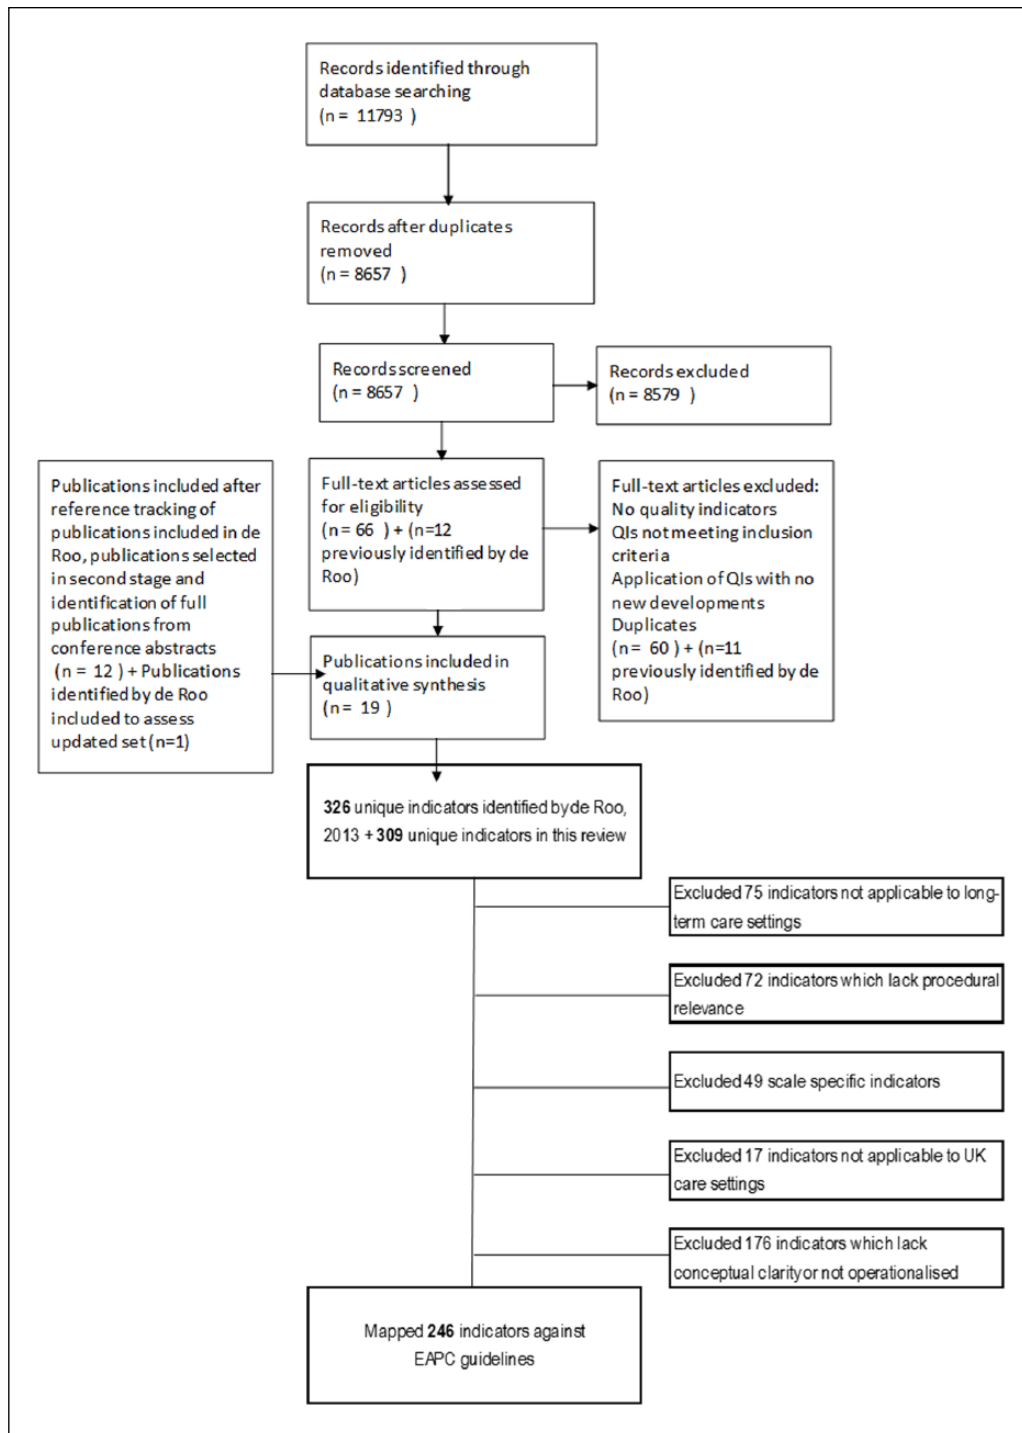 Records identified through
database searching
(n = 11793 )
Records after duplicates
removed
(n = 8657 )
Records screened
(n = 8657 )
Records excluded
(n = 8579 )
Publications included after
reference tracking of
publications included in de
Roo, publications selected
in second stage and
identification of full
publications from
conference abstracts
(n = 12 ) + Publications
identified by de Roo
included to assess
updated set (n=1)
Full-text articles assessed
for eligibility
(n = 66 ) + (n=12
previously identified by de
Roo)
Full-text articles excluded:
No quality indicators
QIs not meeting inclusion
criteria
Application of QIs with no
new developments
Duplicates
(n= 60 ) + (n=11
previously identified by de
Roo)
Publications included in
qualitative synthesis
(n = 19 )
326 unique indicators identified by de Roo,
2013 + 309 unique indicators in this review
Excluded 75 indicators not applicable to long-
term care settings
Excluded 72 indicators which lack procedural
relevance
Excluded 49 scale specific indicators
Excluded 17 indicators not applicable to UK
care settings
Excluded 176 indicators which lack
conceptual clarity or not operationalised
Mapped 246 indicators against
EAPC guidelines